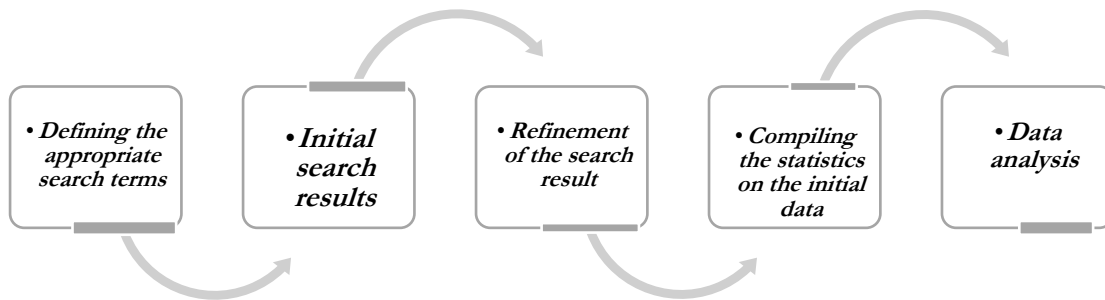 • Defining the
appropriate
search terms
• Initial
search
results
• Refinement
of the search
result
• Compiling
the statistics
on the initial
data
• Data
analysis